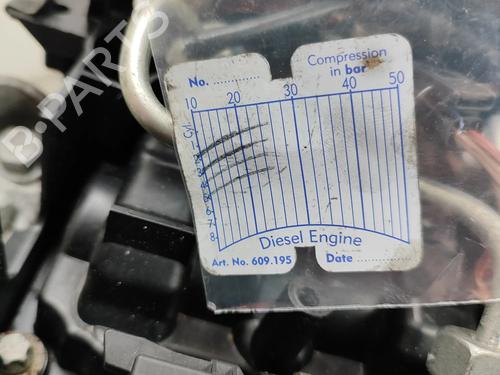 B-PARTS
No. ............... Compression
in bar
10 20 30 40 50
Cyl. 1 2 3 4 5 6 7 8
Diesel Engine
Art. No. 609.195 Date ...............